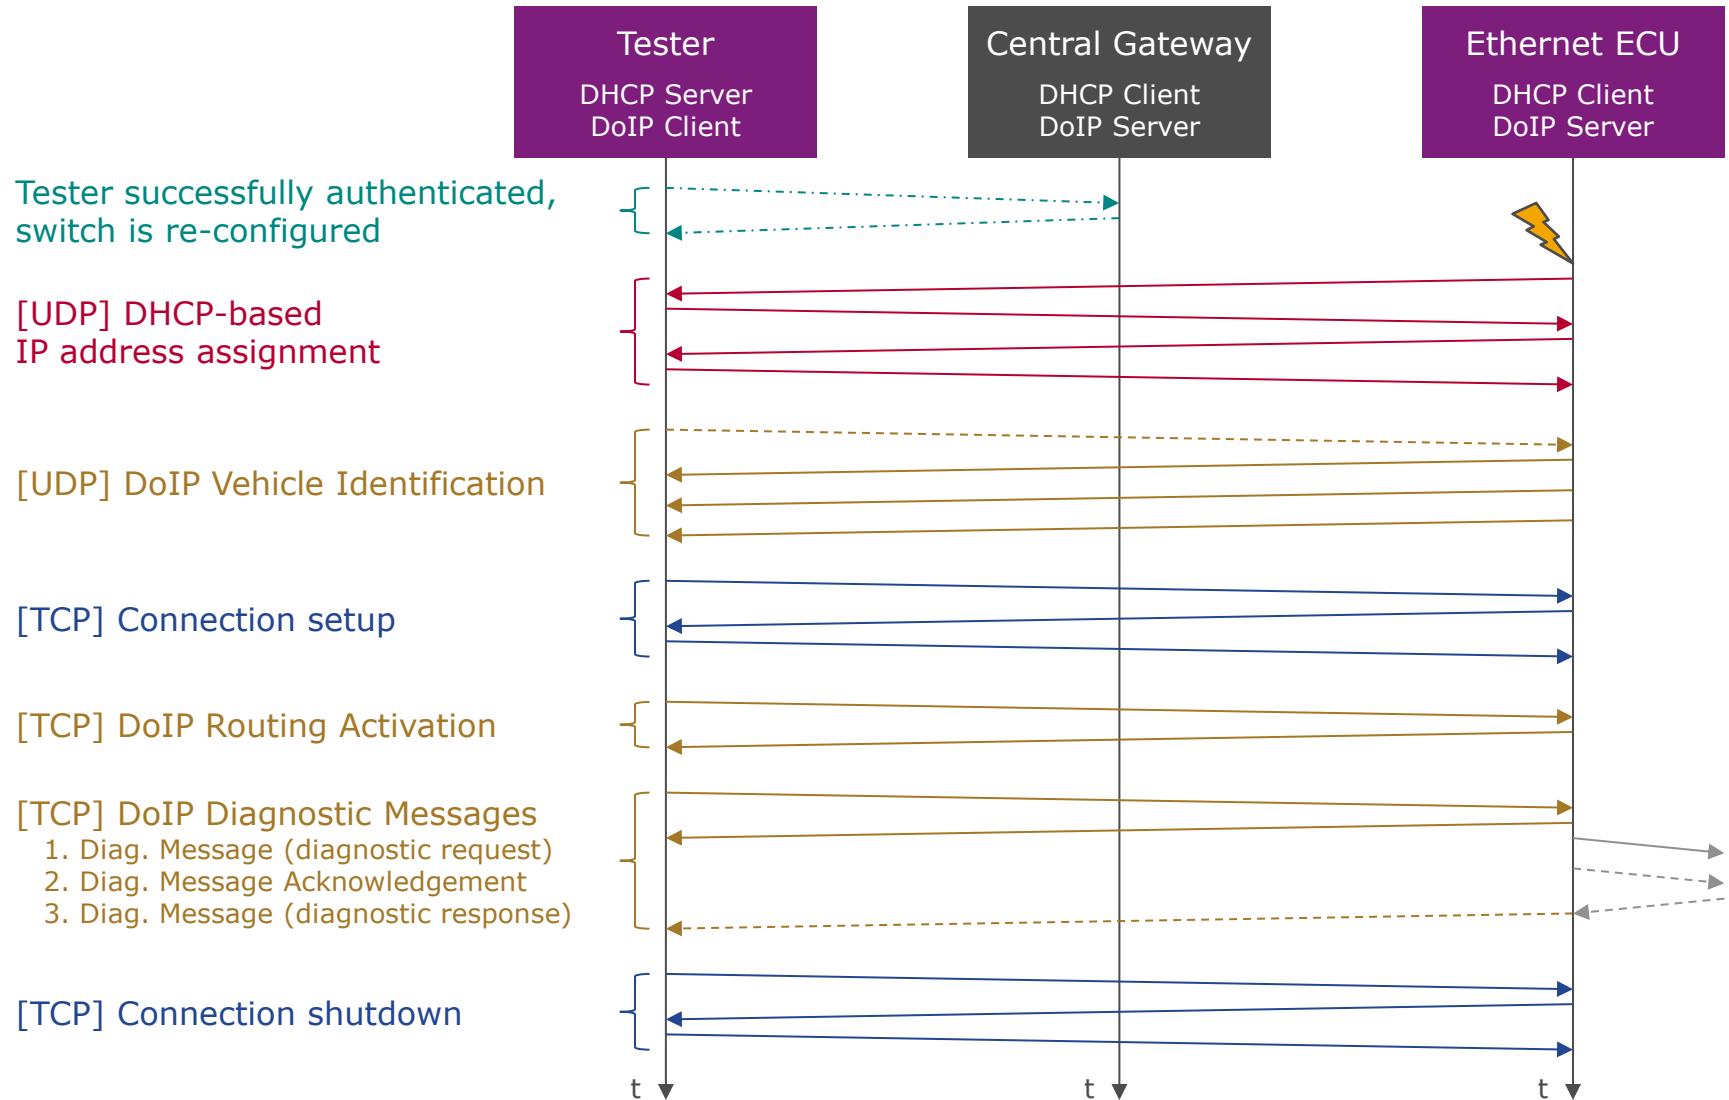 Tester
DHCP Server
DoIP Client
Central Gateway
DHCP Client
DoIP Server
Ethernet ECU
DHCP Client
DoIP Server
Tester successfully authenticated,
switch is re-configured
[UDP] DHCP-based
IP address assignment
[UDP] DoIP Vehicle Identification
[TCP] Connection setup
[TCP] DoIP Routing Activation
[TCP] DoIP Diagnostic Messages
1. Diag. Message (diagnostic request)
2. Diag. Message Acknowledgement
3. Diag. Message (diagnostic response)
[TCP] Connection shutdown
t
t
t